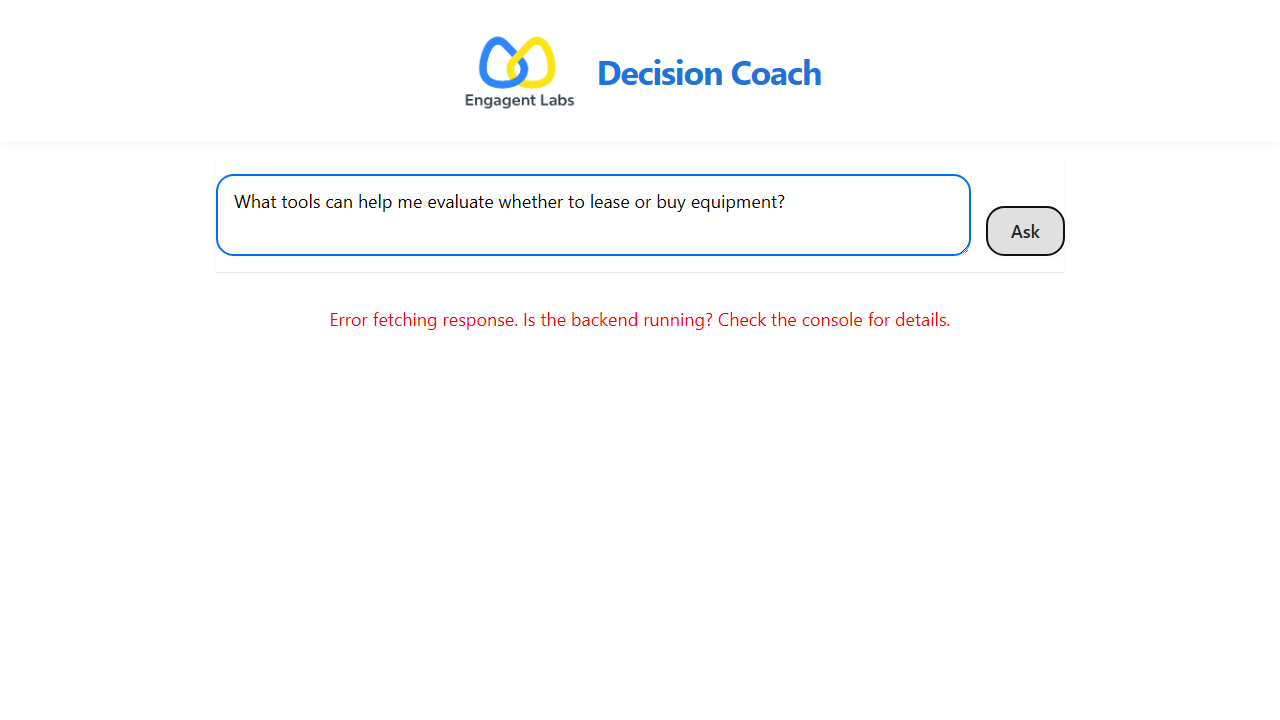 Engagent Labs
Decision Coach
What tools can help me evaluate whether to lease or buy equipment?
Ask
Error fetching response. Is the backend running? Check the console for details.